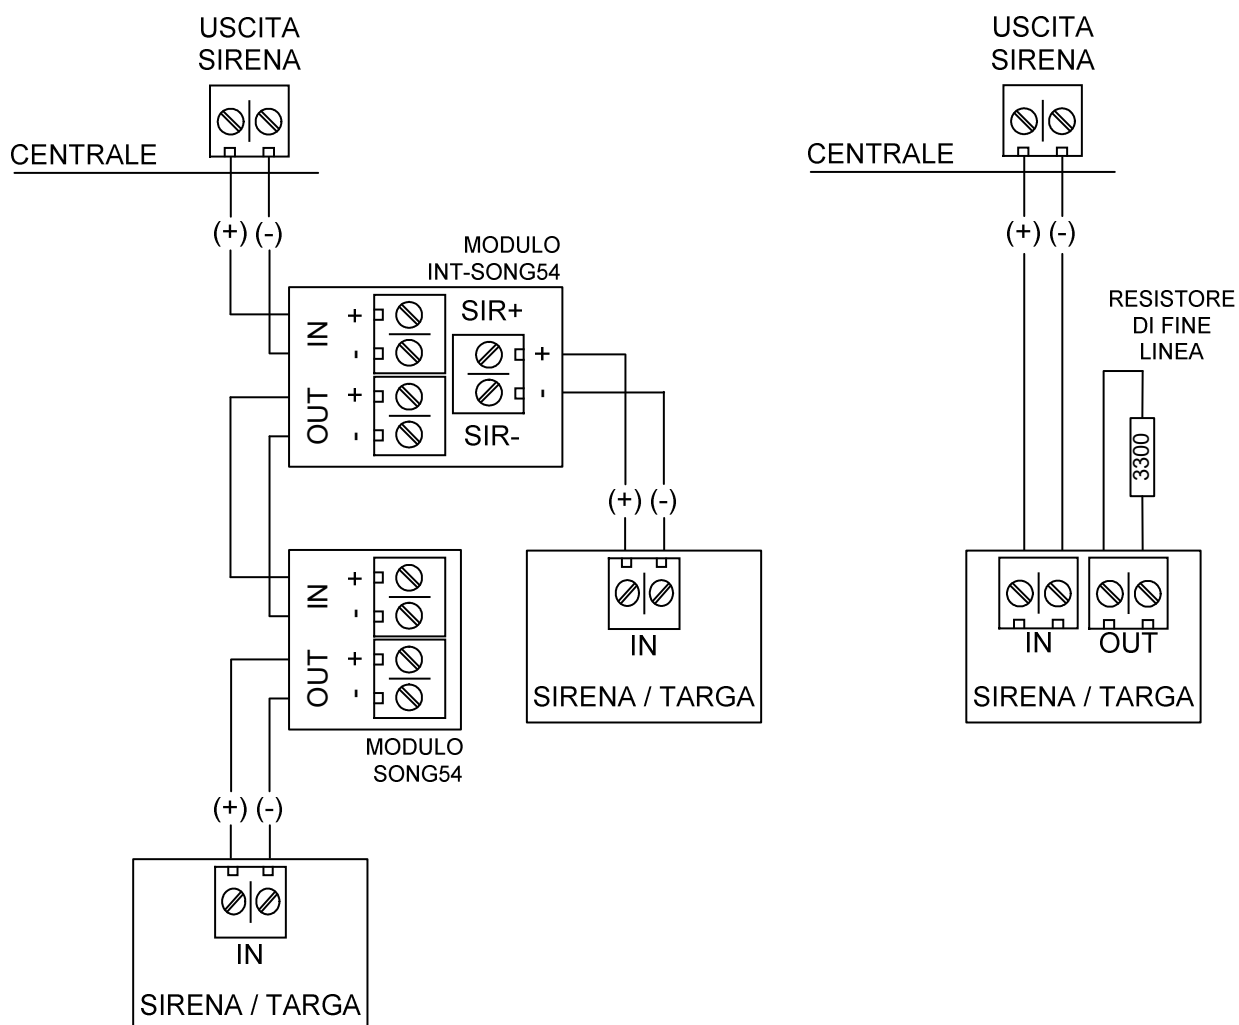 USCITA
SIRENA
CENTRALE
(+) (-)
MODULO
INT-SONG54
IN
+
-
OUT
+
-
SIR+
+
-
SIR-
(+) (-)
IN
SIRENA / TARGA
IN
+
-
OUT
+
-
MODULO
SONG54
(+) (-)
IN
SIRENA / TARGA
USCITA
SIRENA
CENTRALE
(+) (-)
RESISTORE
DI FINE
LINEA
3300
IN
OUT
SIRENA / TARGA